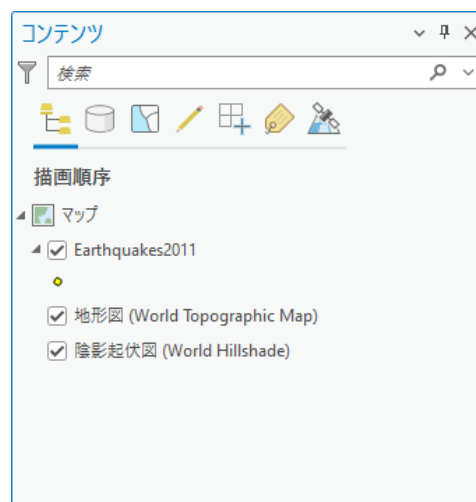 コンテンツ
検索
描画順序
マップ
Earthquakes2011
地形図 (World Topographic Map)
陰影起伏図 (World Hillshade)